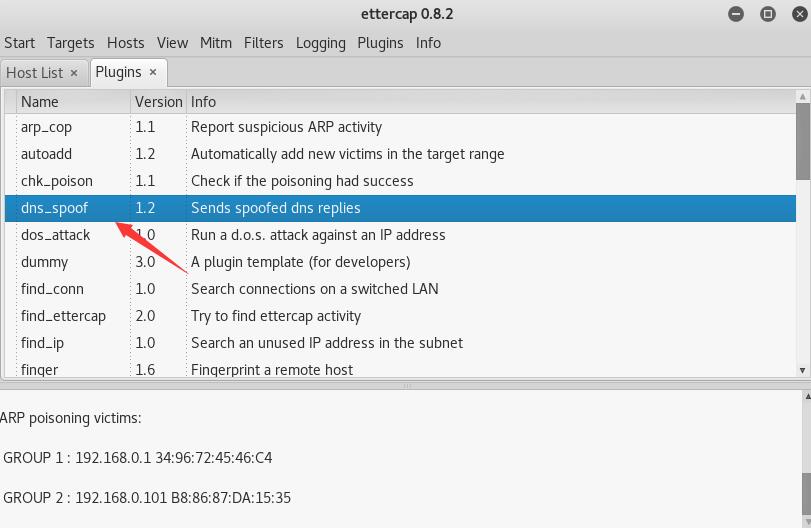 ettercap 0.8.2
Start Targets Hosts View Mitm Filters Logging Plugins Info
Host List × Plugins ×
Name Version Info
arp_cop 1.1 Report suspicious ARP activity
autoadd 1.2 Automatically add new victims in the target range
chk_poison 1.1 Check if the poisoning had success
dns_spoof 1.2 Sends spoofed dns replies
dos_attack 1.0 Run a d.o.s. attack against an IP address
dummy 3.0 A plugin template (for developers)
find_conn 1.0 Search connections on a switched LAN
find_ettercap 2.0 Try to find ettercap activity
find_ip 1.0 Search an unused IP address in the subnet
finger 1.6 Fingerprint a remote host
ARP poisoning victims:
GROUP 1 : 192.168.0.1 34:96:72:45:46:C4
GROUP 2 : 192.168.0.101 B8:86:87:DA:15:35